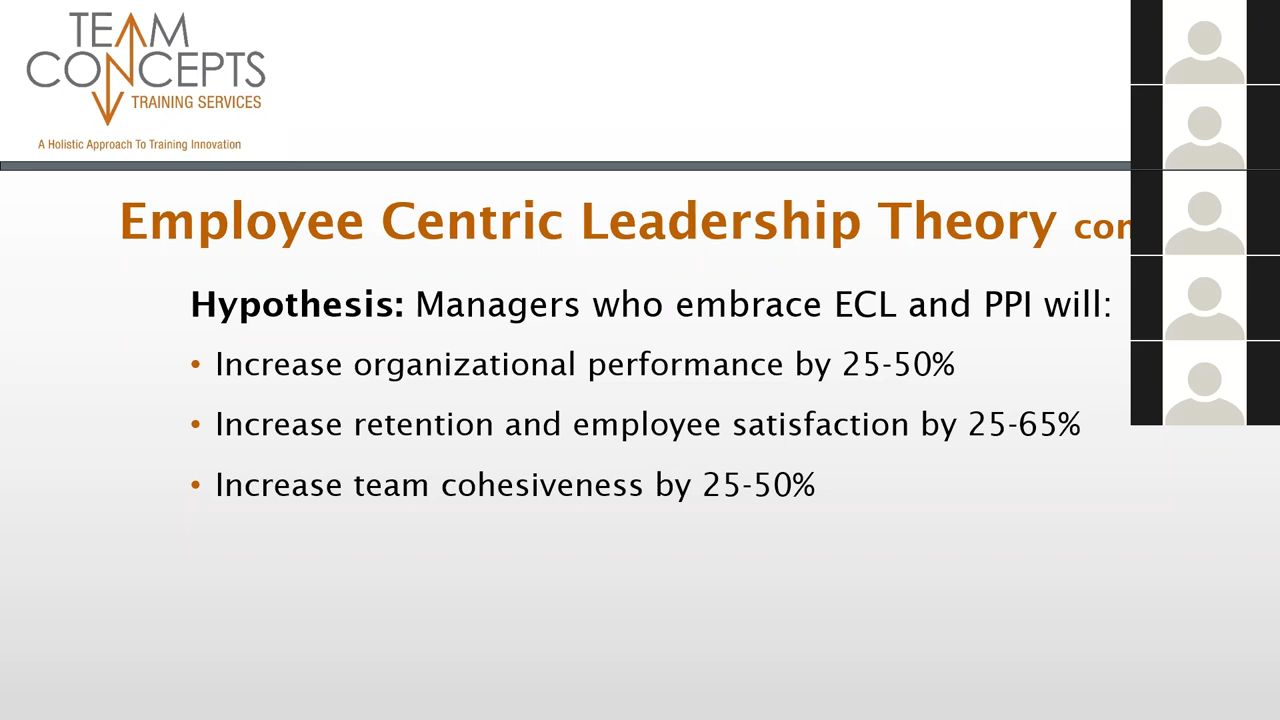 TEAM
CONCEPTS
TRAINING SERVICES
A Holistic Approach To Training Innovation
Employee Centric Leadership Theory
Hypothesis: Managers who embrace ECL and PPI will:
• Increase organizational performance by 25-50%
• Increase retention and employee satisfaction by 25-65%
• Increase team cohesiveness by 25-50%